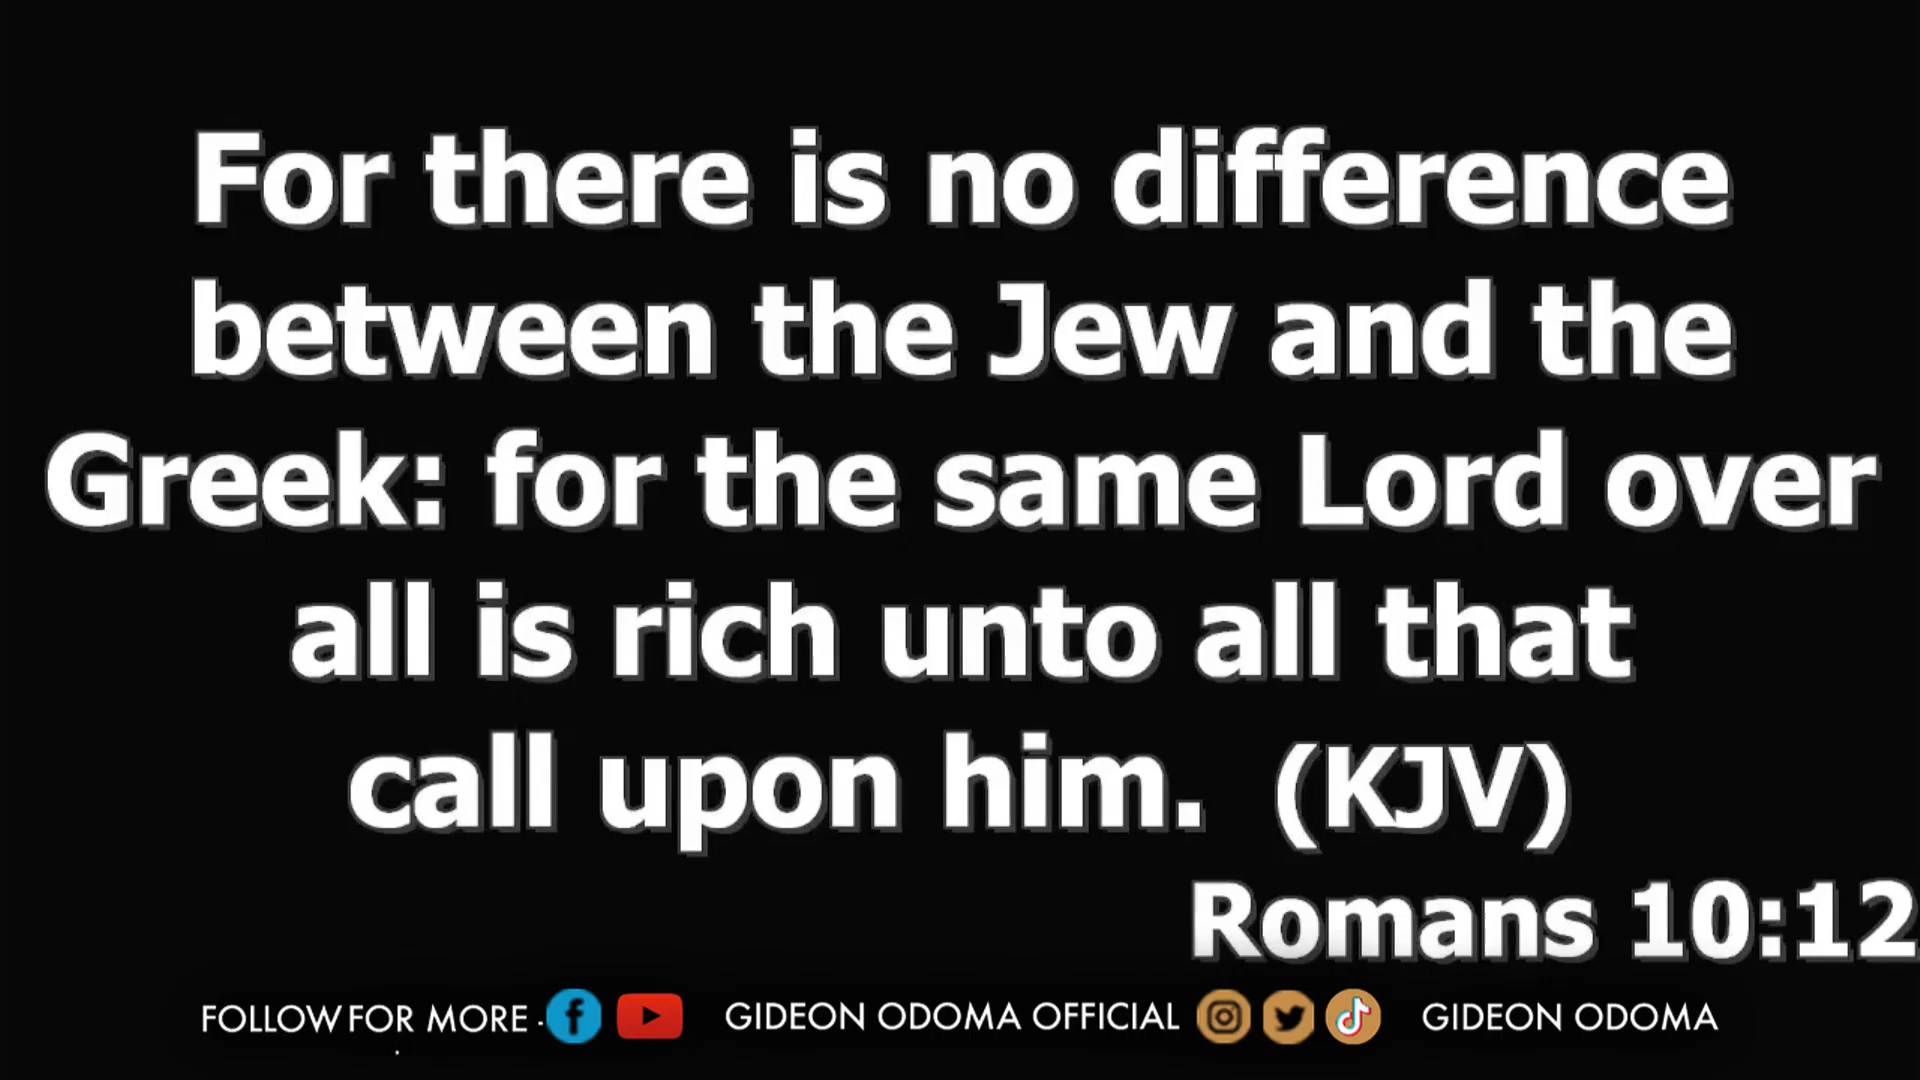 For there is no difference
between the Jew and the
Greek: for the same Lord over
all is rich unto all that
call upon him. (KJV)
Romans 10:12
FOLLOW FOR MORE - GIDEON ODOMA OFFICIAL GIDEON ODOMA